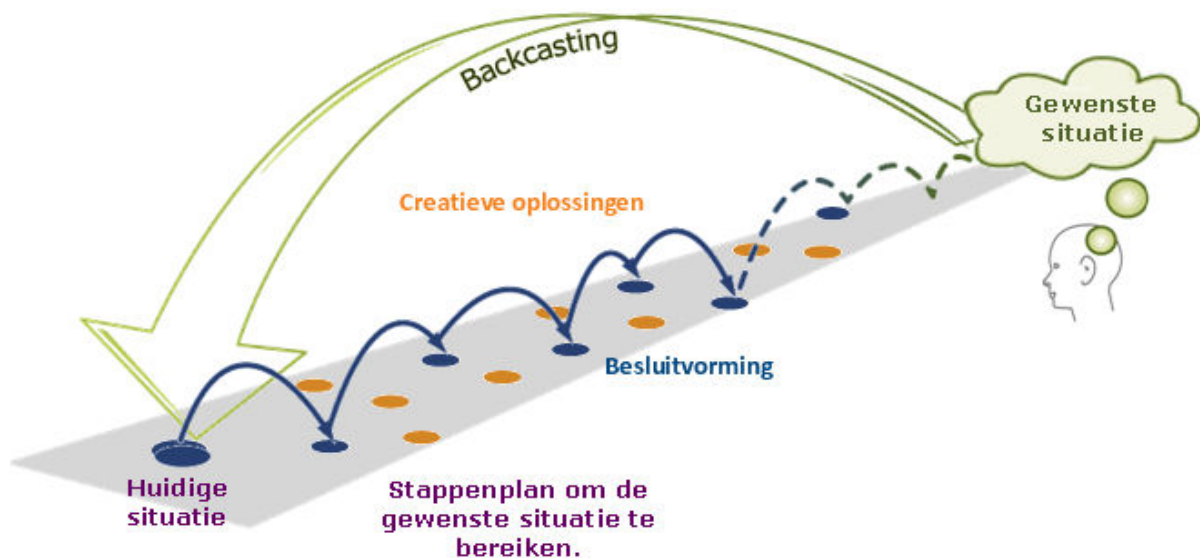 Backcasting
Gewenste
situatie
Creatieve oplossingen
Besluitvorming
Huidige
situatie
Stappenplan om de
gewenste situatie te
bereiken.